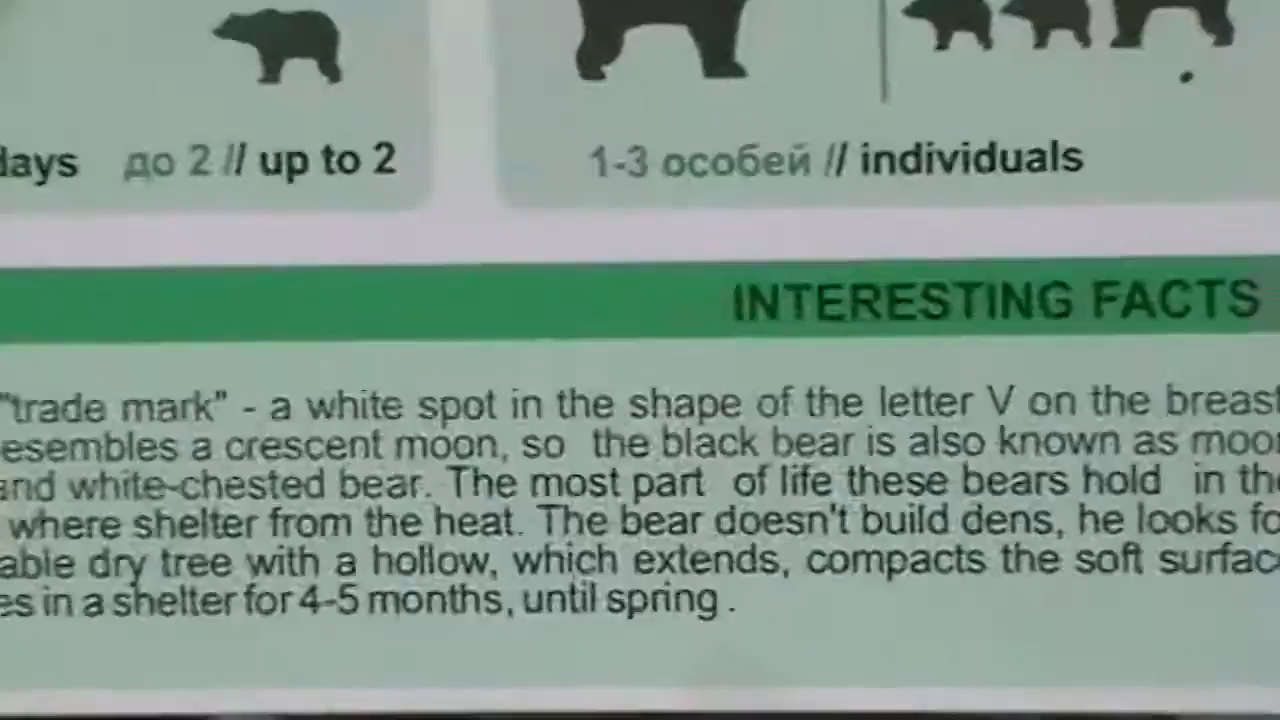 days до 2 // up to 2
1-3 особей // individuals
INTERESTING FACTS
"trade mark" - a white spot in the shape of the letter V on the breast
esembles a crescent moon, so the black bear is also known as moo
and white-chested bear. The most part of life these bears hold in the
where shelter from the heat. The bear doesn't build dens, he looks fo
able dry tree with a hollow, which extends, compacts the soft surfac
es in a shelter for 4-5 months, until spring .